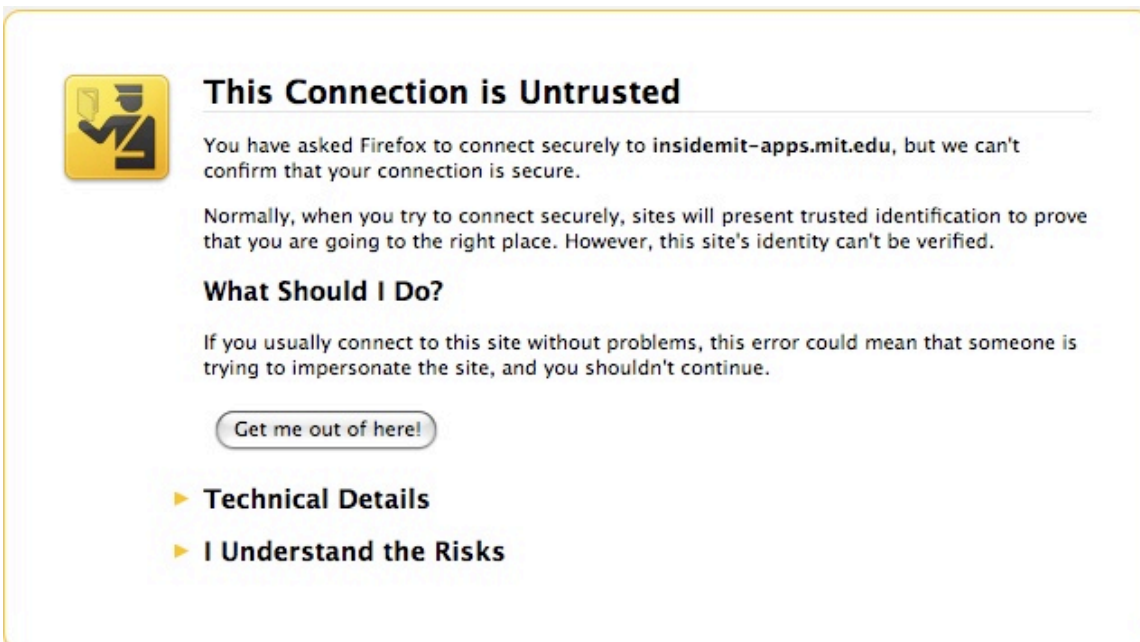 This Connection is Untrusted
You have asked Firefox to connect securely to insidemit-apps.mit.edu, but we can't
confirm that your connection is secure.
Normally, when you try to connect securely, sites will present trusted identification to prove
that you are going to the right place. However, this site's identity can't be verified.
What Should I Do?
If you usually connect to this site without problems, this error could mean that someone is
trying to impersonate the site, and you shouldn't continue.
Get me out of here!
Technical Details
I Understand the Risks